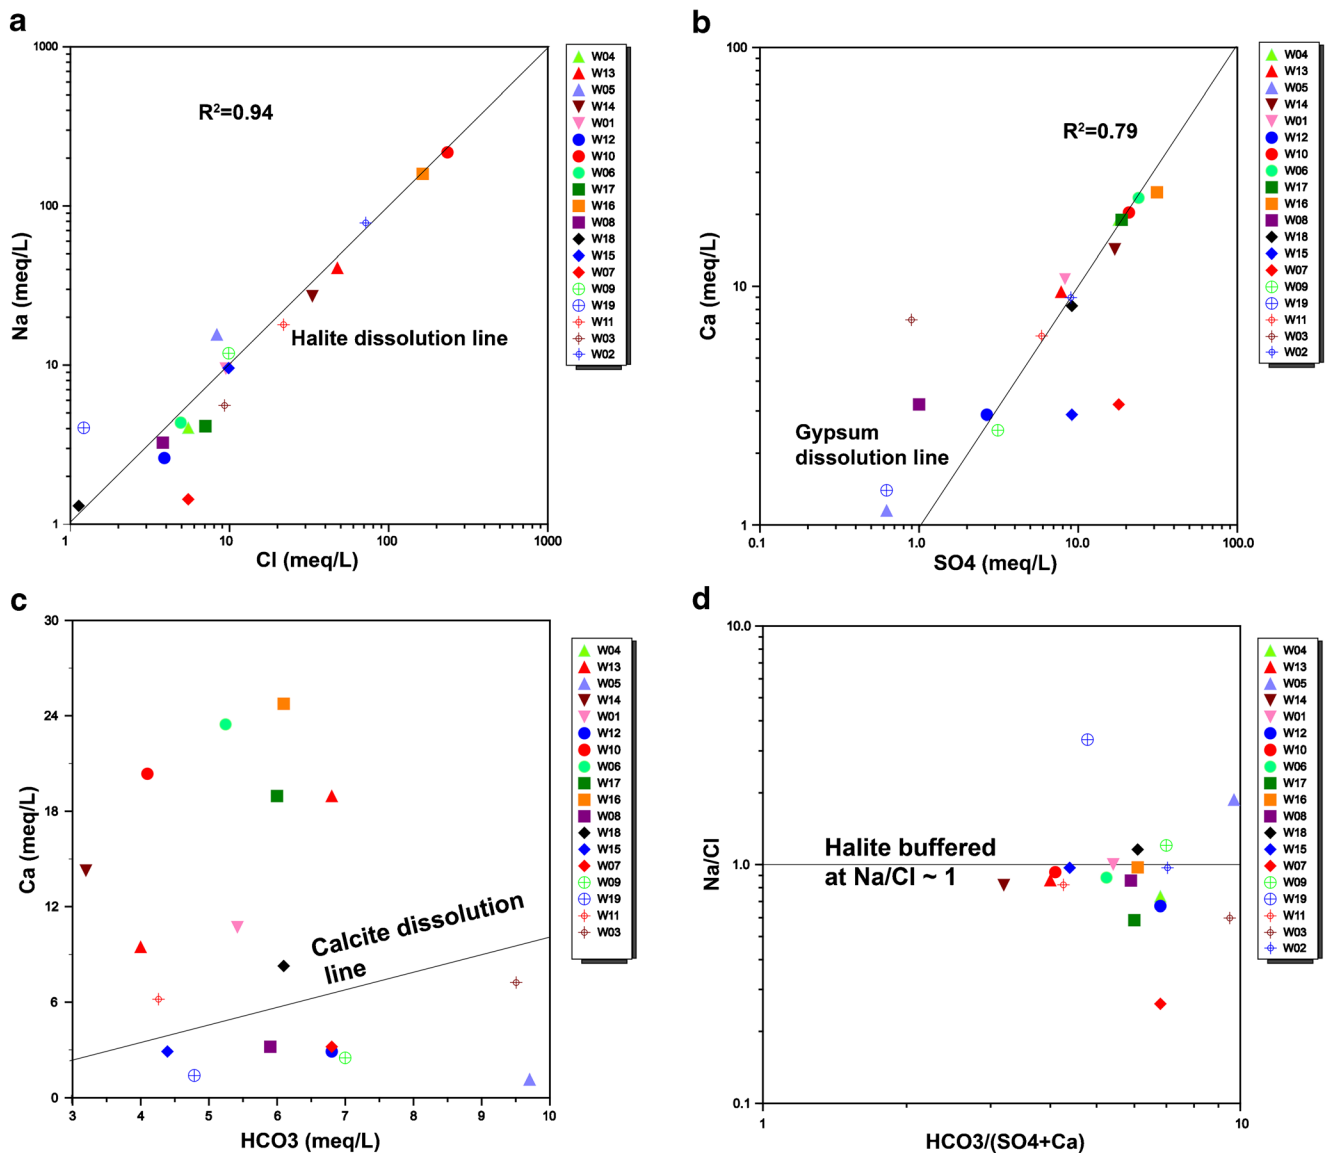 a
1000
100
10
1
1
10
100
1000
Na (meq/L)
Cl (meq/L)
R²=0.94
Halite dissolution line
W04
W13
W05
W14
W01
W12
W10
W06
W17
W16
W08
W18
W15
W07
W09
W19
W11
W03
W02
b
100
10
1
0.1
1.0
10.0
100.0
Ca (meq/L)
SO4 (meq/L)
R²=0.79
Gypsum
dissolution line
W04
W13
W05
W14
W01
W12
W10
W06
W17
W16
W08
W18
W15
W07
W09
W19
W11
W03
W02
c
30
24
18
12
6
0
3
4
5
6
7
8
9
10
Ca (meq/L)
HCO3 (meq/L)
Calcite dissolution
line
W04
W13
W05
W14
W01
W12
W10
W06
W17
W16
W08
W18
W15
W07
W09
W19
W11
W03
d
10.0
1.0
0.1
1
10
Na/Cl
HCO3/(SO4+Ca)
Halite buffered
at Na/Cl ~ 1
W04
W13
W05
W14
W01
W12
W10
W06
W17
W16
W08
W18
W15
W07
W09
W19
W11
W03
W02